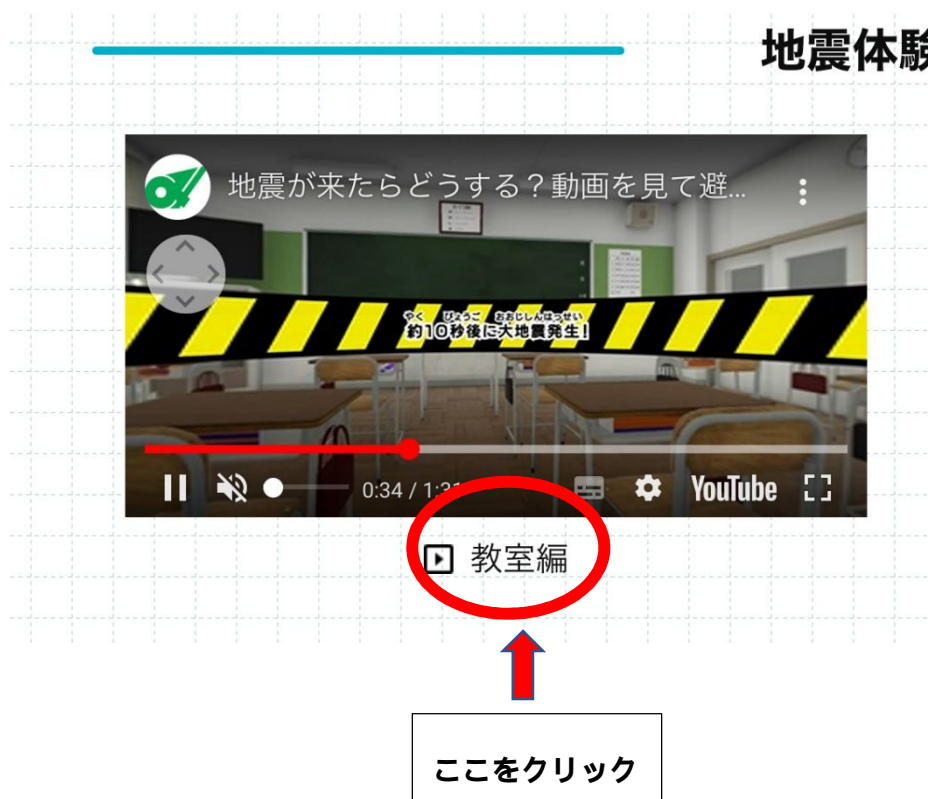 地震体験
地震が来たらどうする？動画を見て避...
やく びょうご おおじしんはっせい
約10秒後に大地震発生!
0:34 / 1:31
YouTube
教室編
ここをクリック